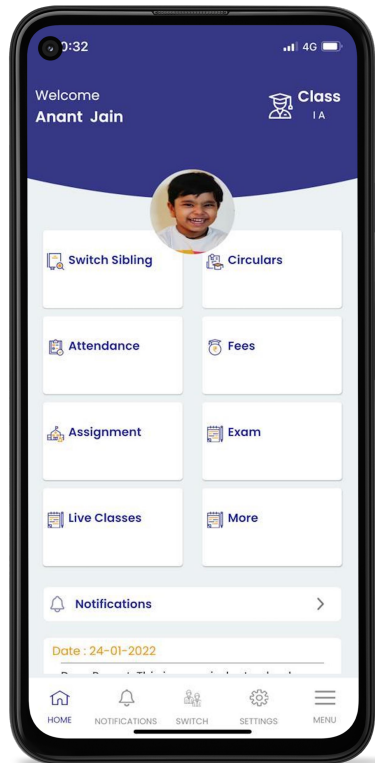 0:32
4G
Welcome
Anant Jain
Class
I A
Switch Sibling
Circulars
Attendance
Fees
Assignment
Exam
Live Classes
More
Notifications
Date : 24-01-2022
HOME
NOTIFICATIONS
SWITCH
SETTINGS
MENU